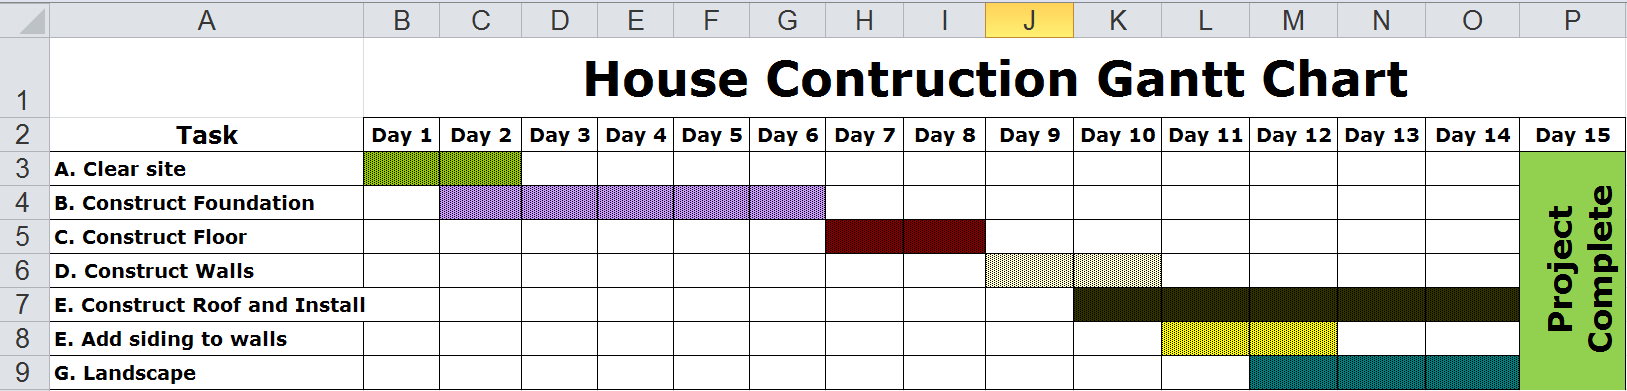 A B C D E F G H I J K L M N O P
1 House Contruction Gantt Chart
2 Task Day 1 Day 2 Day 3 Day 4 Day 5 Day 6 Day 7 Day 8 Day 9 Day 10 Day 11 Day 12 Day 13 Day 14 Day 15
3 A. Clear site
4 B. Construct Foundation
5 C. Construct Floor
6 D. Construct Walls
7 E. Construct Roof and Install
8 E. Add siding to walls
9 G. Landscape
Project
Complete